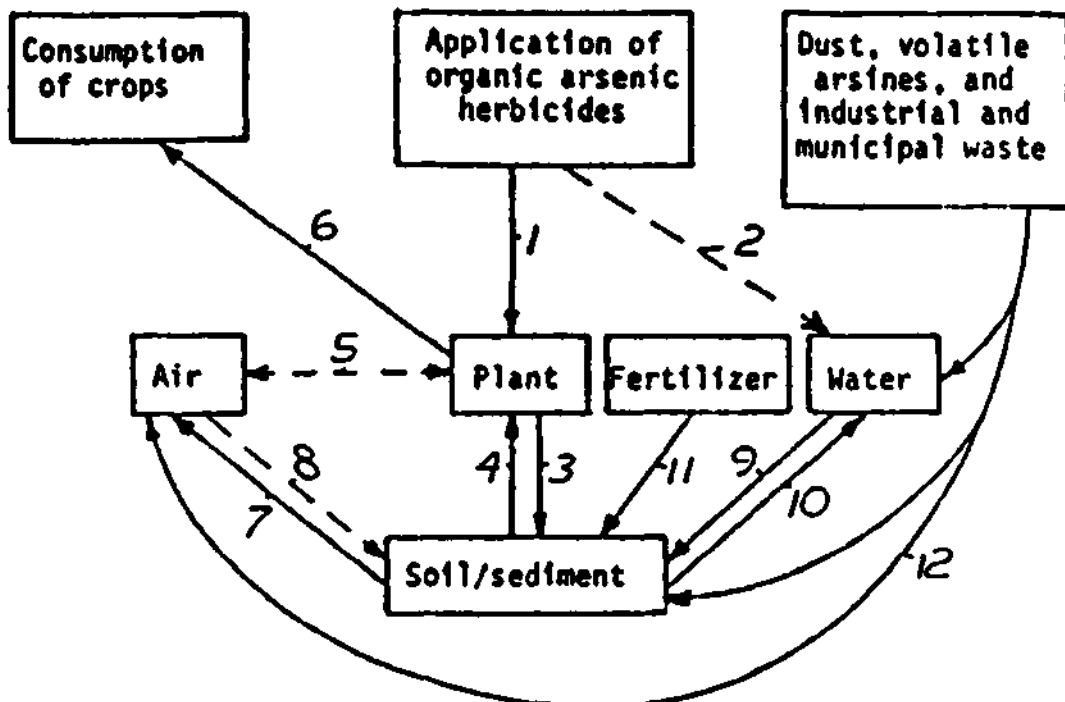 Consumption
of crops
Application of
organic arsenic
herbicides
Dust, volatile
arsines, and
industrial and
municipal waste
6
1
2
5
Air
Plant
Fertilizer
Water
8
7
4
3
11
9
10
12
Soil/sediment